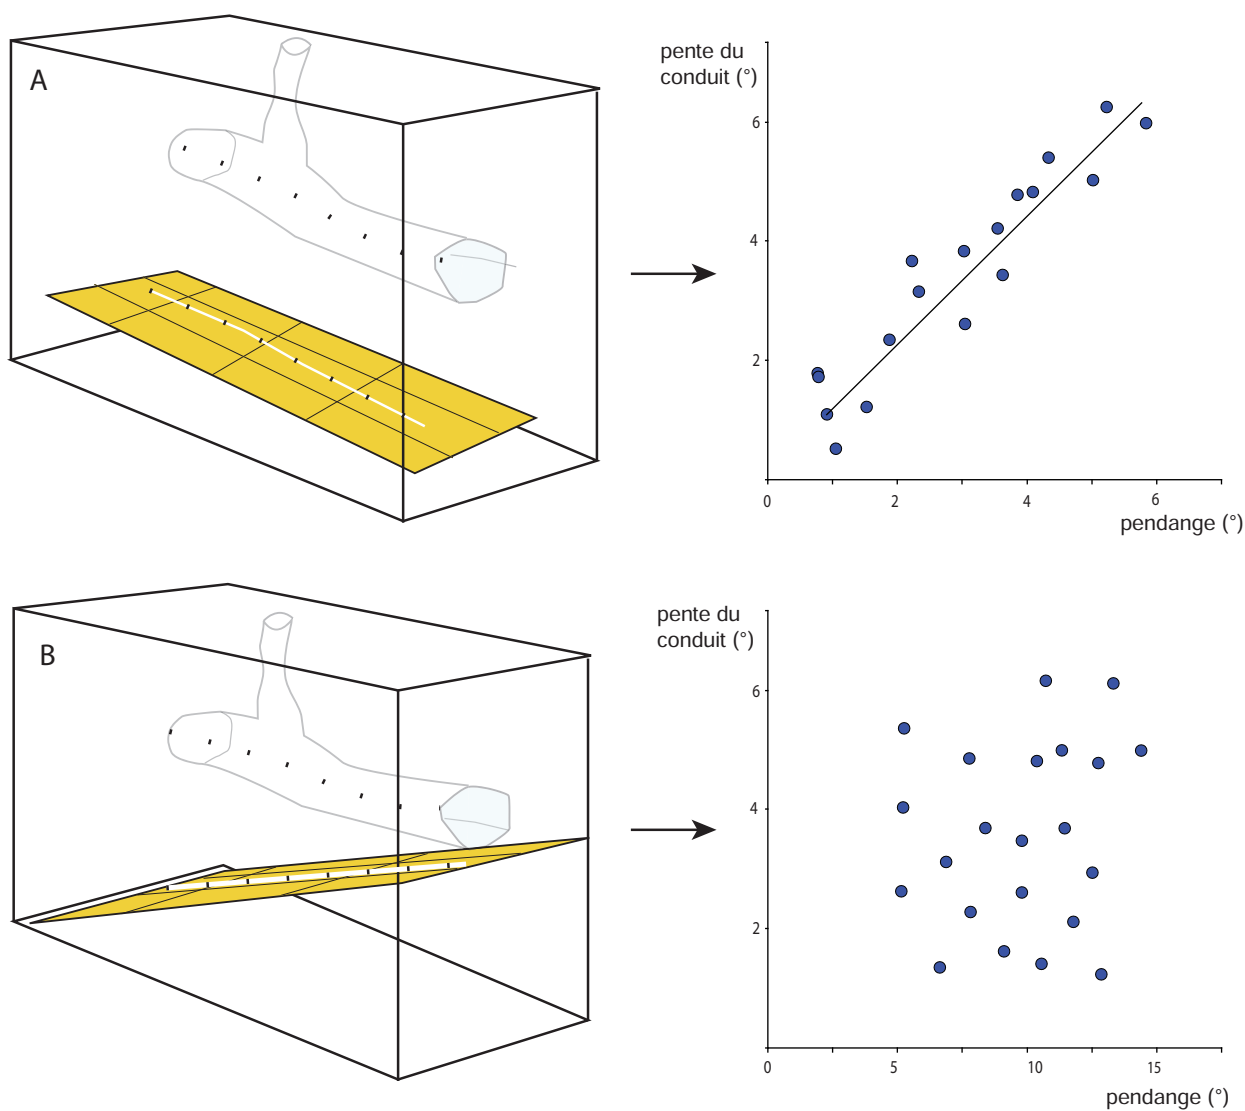 A
pente du
conduit (°)
6
4
2
0 2 4 6
pendange (°)
B
pente du
conduit (°)
6
4
2
0 5 10 15
pendange (°)